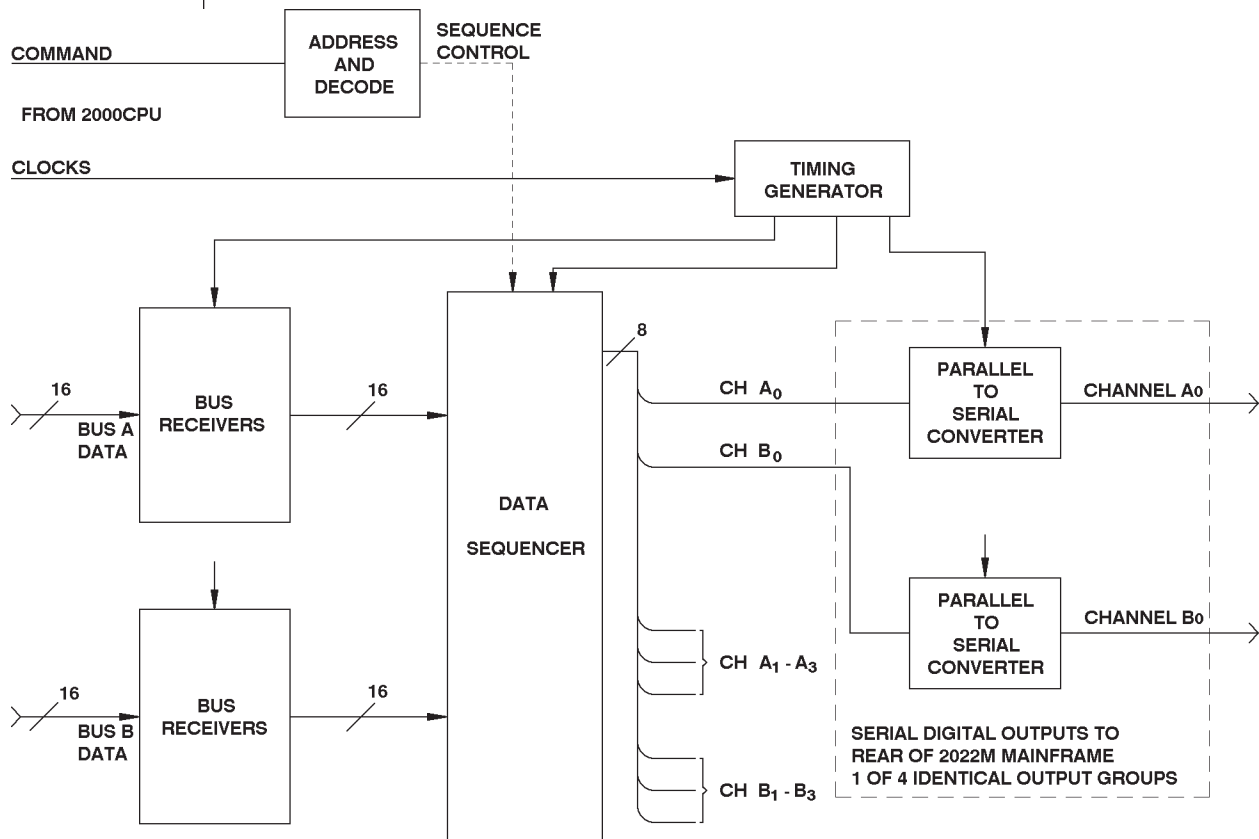 COMMAND
ADDRESS
AND
DECODE
SEQUENCE
CONTROL
FROM 2000CPU
CLOCKS
TIMING
GENERATOR
16
BUS A
DATA
BUS
RECEIVERS
16
DATA
SEQUENCER
8
CH A0
CH B0
PARALLEL
TO
SERIAL
CONVERTER
CHANNEL A0
PARALLEL
TO
SERIAL
CONVERTER
CHANNEL B0
16
BUS B
DATA
BUS
RECEIVERS
16
CH A1 - A3
CH B1 - B3
SERIAL DIGITAL OUTPUTS TO
REAR OF 2022M MAINFRAME
1 OF 4 IDENTICAL OUTPUT GROUPS